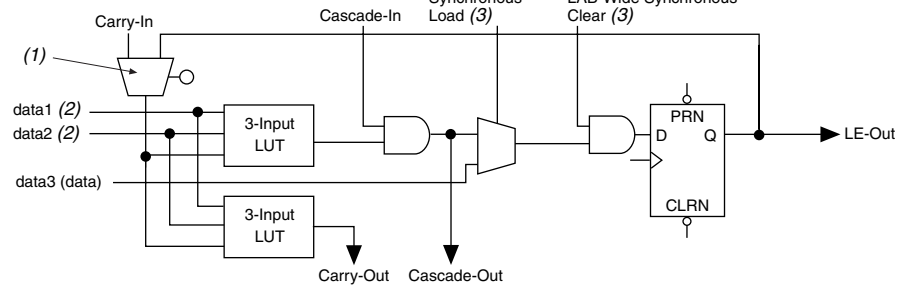 Carry-In
Cascade-In
Load (3)
Clear (3)
(1)
data1 (2)
data2 (2)
3-Input
LUT
data3 (data)
3-Input
LUT
PRN
D Q
CLRN
LE-Out
Carry-Out
Cascade-Out